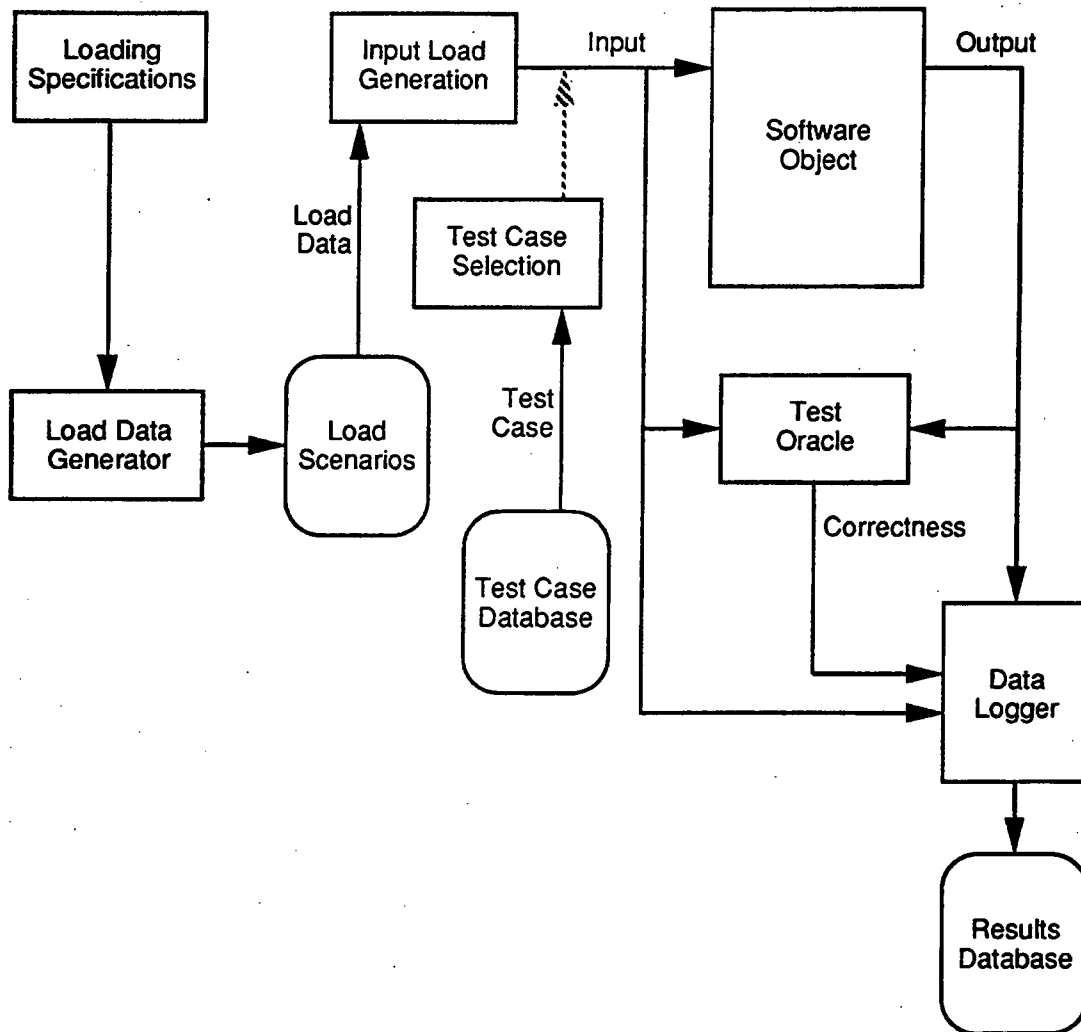 Loading
Specifications
Input Load
Generation
Input
Software
Object
Output
Load
Data
Test Case
Selection
Load Data
Generator
Load
Scenarios
Test
Case
Test
Oracle
Correctness
Test Case
Database
Data
Logger
Results
Database